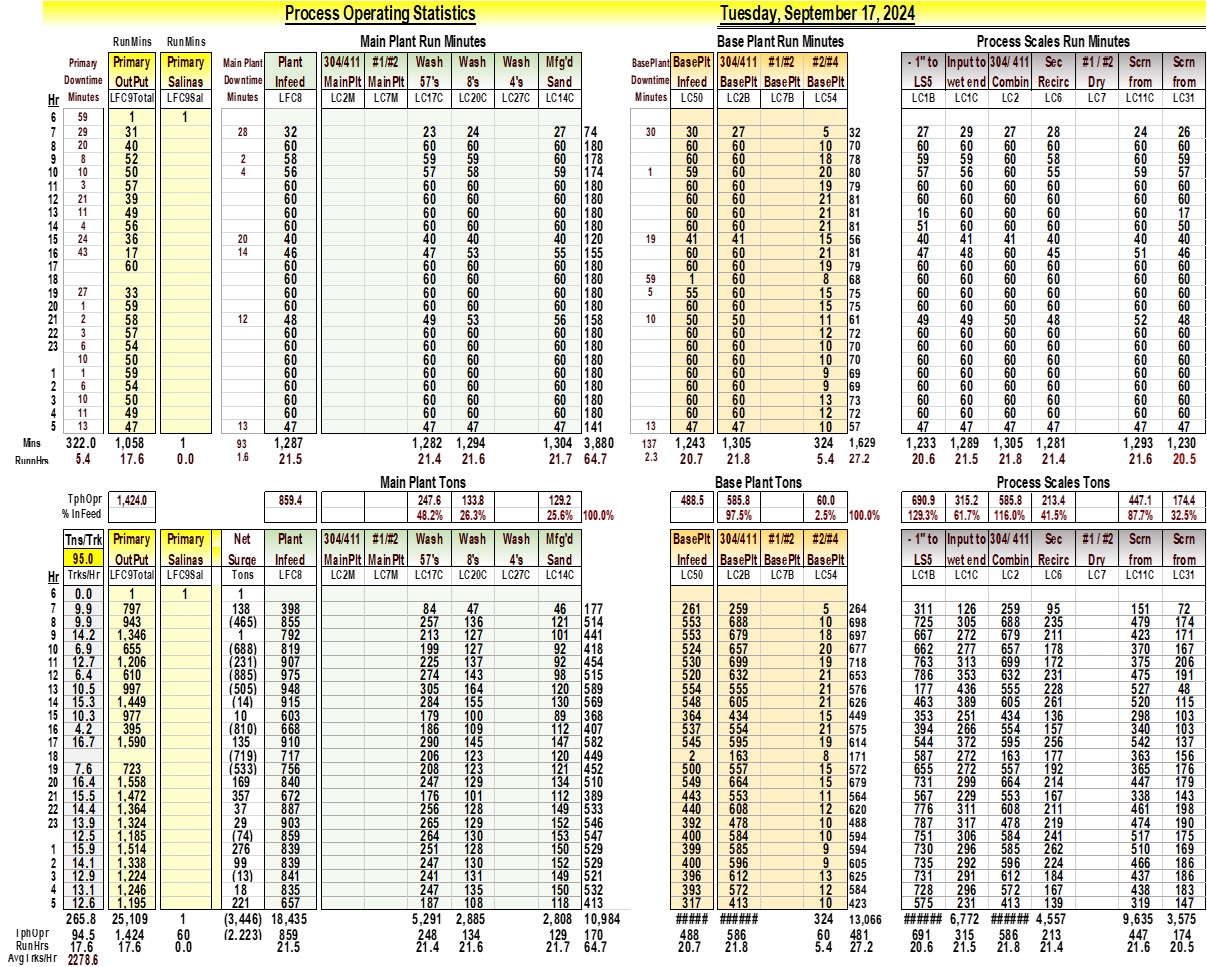 Process Operating Statistics Tuesday, September 17, 2024
RunMins RunMins Main Plant Run Minutes Base Plant Run Minutes Process Scales Run Minutes
Primary Primary Primary Main Plant Plant 304/411 #1/#2 Wash Wash Wash Mfg'd BasePlant BasePlt 304/411 #1/#2 #2/#4 - 1" to Input to 304/ 411 Sec #1 / #2 Scrn Scrn
Downtime OutPut Salinas Downtime Infeed MainPlt MainPlt 57's 8's 4's Sand Downtime Infeed BasePlt BasePlt BasePlt LS5 wet end Combin Recirc Dry from from
Hr Minutes LFC9Total LFC9Sal Minutes LFC8 LC2M LC7M LC17C LC20C LC27C LC14C Minutes LC50 LC2B LC7B LC54 LC1B LC1C LC2 LC6 LC7 LC11C LC31
6 59 1 1
7 29 31 28 32 23 24 27 74 30 30 27 5 32 27 29 27 28 24 26
8 20 40 60 60 60 60 180 60 60 10 70 60 60 60 60 60 60
9 8 52 2 58 59 59 60 178 60 60 18 78 59 59 60 58 60 59
10 10 50 4 56 57 58 59 174 1 59 60 20 80 57 56 60 55 59 57
11 3 57 60 60 60 60 180 60 60 19 79 60 60 60 60 60 60
12 21 39 60 60 60 60 180 60 60 21 81 60 60 60 60 60 60
13 11 49 60 60 60 60 180 60 60 21 81 16 60 60 60 60 17
14 4 56 60 60 60 60 180 60 60 21 81 51 60 60 60 60 50
15 24 36 20 40 40 40 40 120 19 41 41 15 56 40 41 41 40 40 40
16 43 17 14 46 47 53 55 155 60 60 21 81 47 48 60 45 51 46
17 60 60 60 60 60 180 60 60 19 79 60 60 60 60 60 60
18 60 60 60 60 180 59 1 60 8 68 60 60 60 60 60 60
19 27 33 60 60 60 60 180 5 55 60 15 75 60 60 60 60 60 60
20 1 59 60 60 60 60 180 60 60 15 75 60 60 60 60 60 60
21 2 58 12 48 49 53 56 158 10 50 50 11 61 49 49 50 48 52 48
22 3 57 60 60 60 60 180 60 60 12 72 60 60 60 60 60 60
23 6 54 60 60 60 60 180 60 60 10 70 60 60 60 60 60 60
10 50 60 60 60 60 180 60 60 10 70 60 60 60 60 60 60
1 1 59 60 60 60 60 180 60 60 9 69 60 60 60 60 60 60
2 6 54 60 60 60 60 180 60 60 9 69 60 60 60 60 60 60
3 10 50 60 60 60 60 180 60 60 13 73 60 60 60 60 60 60
4 11 49 60 60 60 60 180 60 60 12 72 60 60 60 60 60 60
5 13 47 13 47 47 47 47 141 13 47 47 10 57 47 47 47 47 47 47
Mins 322.0 1,058 1 93 1,287 1,282 1,294 1,304 3,880 137 1,243 1,305 324 1,629 1,233 1,289 1,305 1,281 1,293 1,230
RunnHrs 5.4 17.6 0.0 1.6 21.5 21.4 21.6 21.7 64.7 2.3 20.7 21.8 5.4 27.2 20.6 21.5 21.8 21.4 21.6 20.5
Main Plant Tons Base Plant Tons Process Scales Tons
TphOpr 1,424.0 859.4 247.6 133.8 129.2 488.5 585.8 60.0 690.9 315.2 585.8 213.4 447.1 174.4
% InFeed 48.2% 26.3% 25.6% 100.0% 97.5% 2.5% 100.0% 129.3% 61.7% 116.0% 41.5% 87.7% 32.5%
Tns/Trk Primary Primary Net Plant 304/411 #1/#2 Wash Wash Wash Mfg'd BasePlt 304/411 #1/#2 #2/#4 - 1" to Input to 304/ 411 Sec #1 / #2 Scrn Scrn
95.0 OutPut Salinas Surge Infeed MainPlt MainPlt 57's 8's 4's Sand Infeed BasePlt BasePlt BasePlt LS5 wet end Combin Recirc Dry from from
Hr Trks/Hr LFC9Total LFC9Sal Tons LFC8 LC2M LC7M LC17C LC20C LC27C LC14C LC50 LC2B LC7B LC54 LC1B LC1C LC2 LC6 LC7 LC11C LC31
6 0.0 1 1 1
7 9.9 797 138 398 84 47 46 177 261 259 5 264 311 126 259 95 151 72
8 9.9 943 (465) 855 257 136 121 514 553 688 10 698 725 305 688 235 479 174
9 14.2 1,346 1 792 213 127 101 441 553 679 18 697 667 272 679 211 423 171
10 6.9 655 (688) 819 199 127 92 418 524 657 20 677 662 277 657 178 370 167
11 12.7 1,206 (231) 907 225 137 92 454 530 699 19 718 763 313 699 172 375 206
12 6.4 610 (885) 975 274 143 98 515 520 632 21 653 786 353 632 231 475 191
13 10.5 997 (505) 948 305 164 120 589 554 555 21 576 177 436 555 228 527 48
14 15.3 1,449 (14) 915 284 155 130 569 548 605 21 626 463 389 605 261 520 115
15 10.3 977 10 603 179 100 89 368 364 434 15 449 353 251 434 136 298 103
16 4.2 395 (810) 668 186 109 112 407 537 554 21 575 394 266 554 157 340 103
17 16.7 1,590 135 910 290 145 147 582 545 595 19 614 544 372 595 256 542 137
18 (719) 717 206 123 120 449 2 163 8 171 587 272 163 177 363 156
19 7.6 723 (533) 756 208 123 121 452 500 557 15 572 655 272 557 192 365 176
20 16.4 1,558 169 840 247 129 134 510 549 664 15 679 731 299 664 214 447 179
21 15.5 1,472 357 672 176 101 112 389 443 553 11 564 567 229 553 167 338 143
22 14.4 1,364 37 887 256 128 149 533 440 608 12 620 776 311 608 211 461 198
23 13.9 1,324 29 903 265 129 152 546 392 478 10 488 787 317 478 219 474 190
12.5 1,185 (74) 859 264 130 153 547 400 584 10 594 751 306 584 241 517 175
1 15.9 1,514 276 839 251 128 150 529 399 585 9 594 730 296 585 262 510 169
2 14.1 1,338 99 839 247 130 152 529 400 596 9 605 735 292 596 224 466 186
3 12.9 1,224 (13) 841 241 131 149 521 396 612 13 625 731 291 612 184 437 186
4 13.1 1,246 18 835 247 135 150 532 393 572 12 584 728 296 572 167 438 183
5 12.6 1,195 221 657 187 108 118 413 317 413 10 423 575 231 413 139 319 147
265.8 25,109 1 (3,446) 18,435 5,291 2,885 2,808 10,984 ##### ###### 324 13,066 ###### 6,772 ###### 4,557 9,635 3,575
TphOpr 94.5 1,424 60 (2,223) 859 248 134 129 170 488 586 60 481 691 315 586 213 447 174
RunHrs 17.6 17.6 0.0 21.5 21.4 21.6 21.7 64.7 20.7 21.8 5.4 27.2 20.6 21.5 21.8 21.4 21.6 20.5
AvgTrks/Hr 2278.6